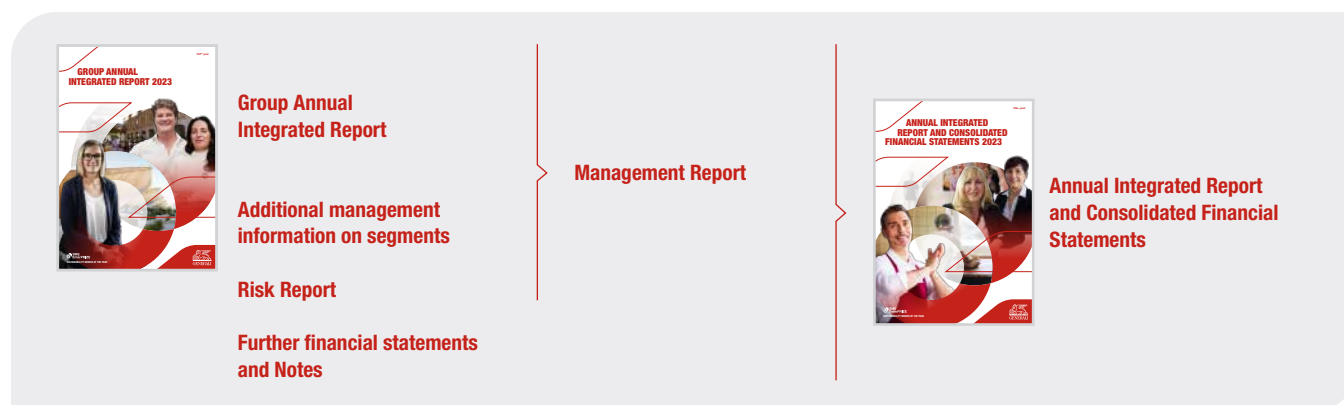 GROUP ANNUAL
INTEGRATED REPORT 2023
GENERALI
Group Annual
Integrated Report
Additional management
information on segments
Risk Report
Further financial statements
and Notes
Management Report
ANNUAL INTEGRATED
REPORT AND CONSOLIDATED
FINANCIAL STATEMENTS 2023
GENERALI
Annual Integrated Report
and Consolidated Financial
Statements